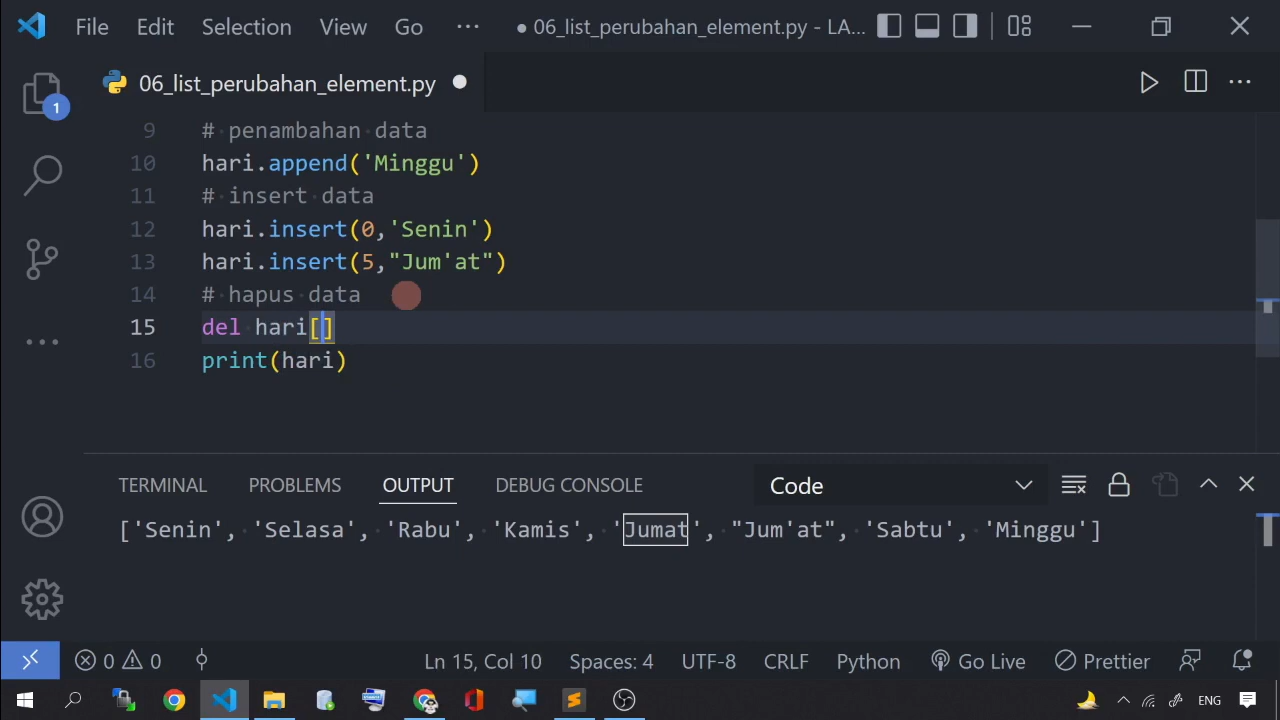 File Edit Selection View Go ··· ● 06_list_perubahan_element.py - LA...
06_list_perubahan_element.py
1
9 # penambahan data
10 hari.append('Minggu')
11 # insert data
12 hari.insert(0,'Senin')
13 hari.insert(5,"Jum'at")
14 # hapus data
15 del hari[]
16 print(hari)
TERMINAL PROBLEMS OUTPUT DEBUG CONSOLE Code
['Senin', 'Selasa', 'Rabu', 'Kamis', 'Jumat', "Jum'at", 'Sabtu', 'Minggu']
0 0 Ln 15, Col 10 Spaces: 4 UTF-8 CRLF Python Go Live Prettier
ENG